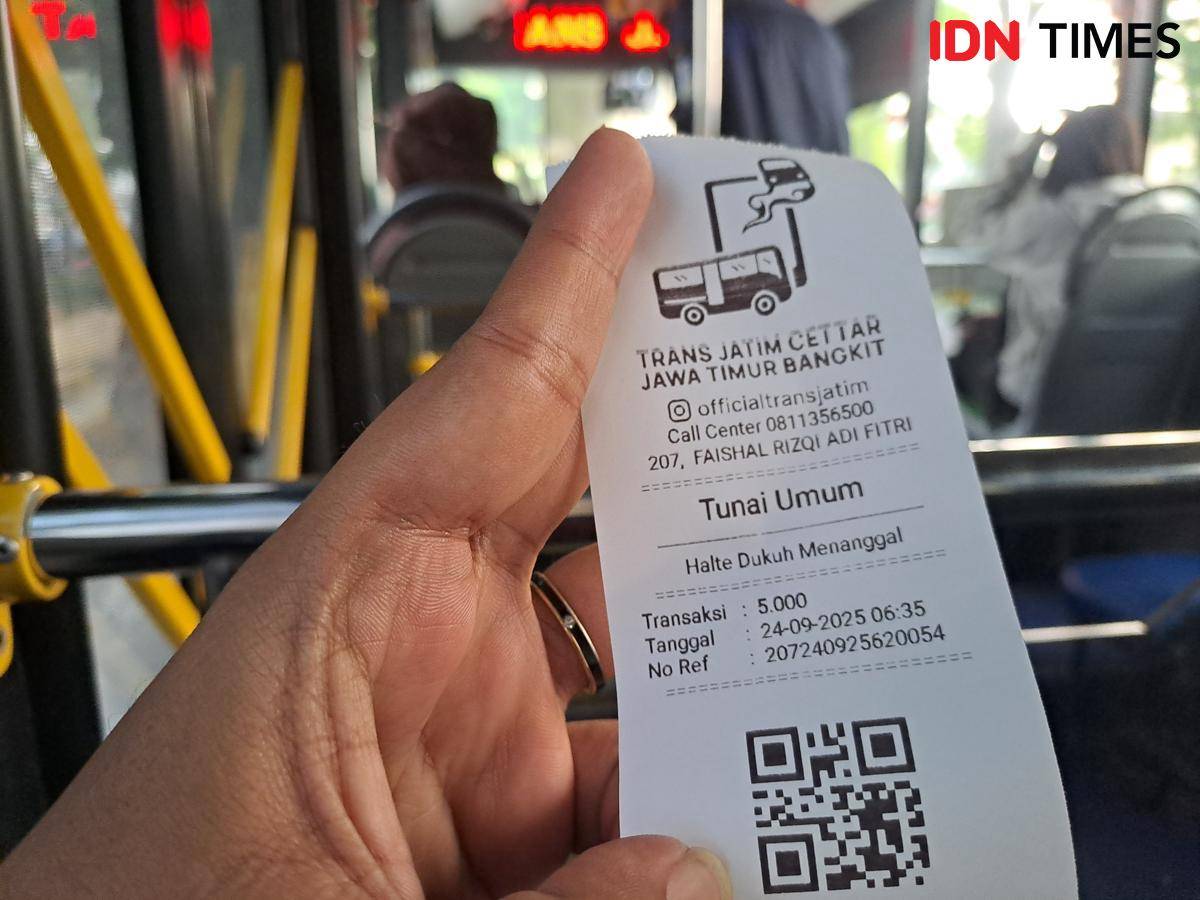 IDN TIMES
TRANS JATIM CETTAR
JAWA TIMUR BANGKIT
officialtransjatim
Call Center 0811356500
207, FAISHAL RIZQI ADI FITRI
Tunai Umum
Halte Dukuh Menanggal
Transaksi : 5.000
Tanggal : 24-09-2025 06:35
No Ref : 207240925620054